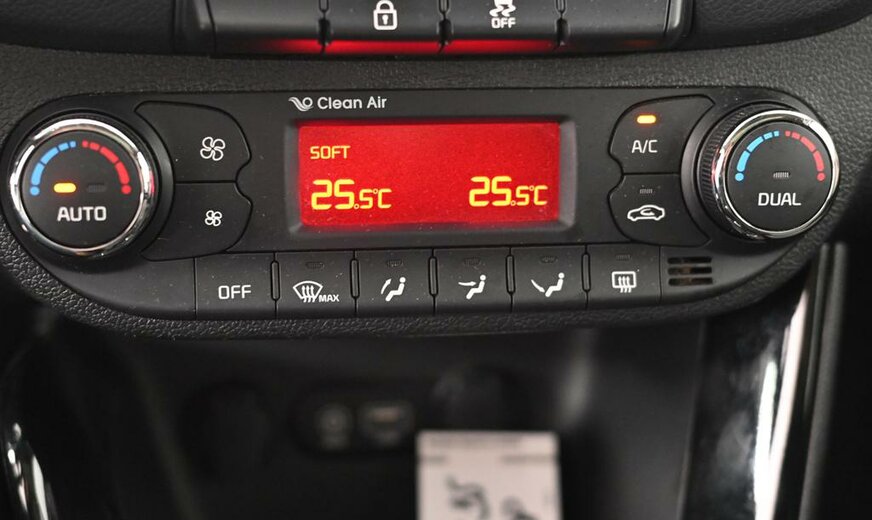 OFF
Clean Air
SOFT
25.5°C 25.5°C
AUTO
A/C
DUAL
OFF
MAX